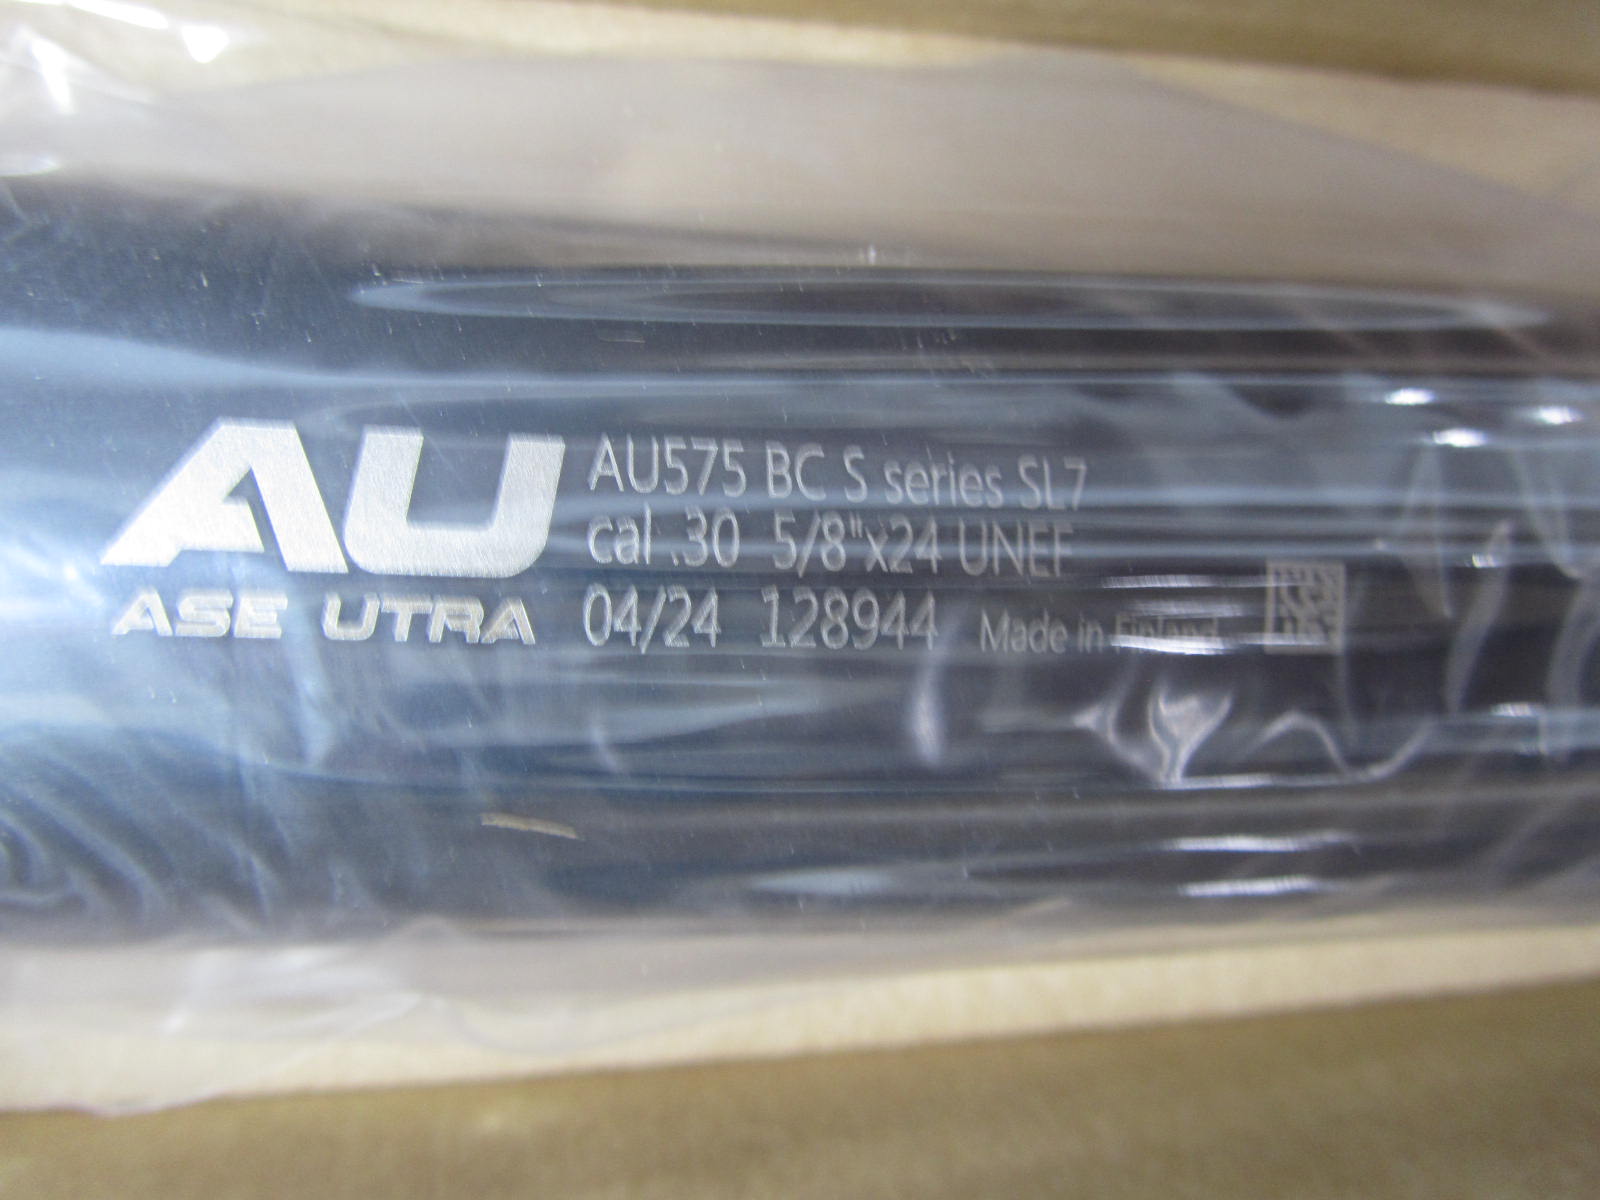 AU
ASE UTRA
AU575 BC S series SL7
cal .30 5/8"x24 UNEF
04/24 128944 Made in Finland